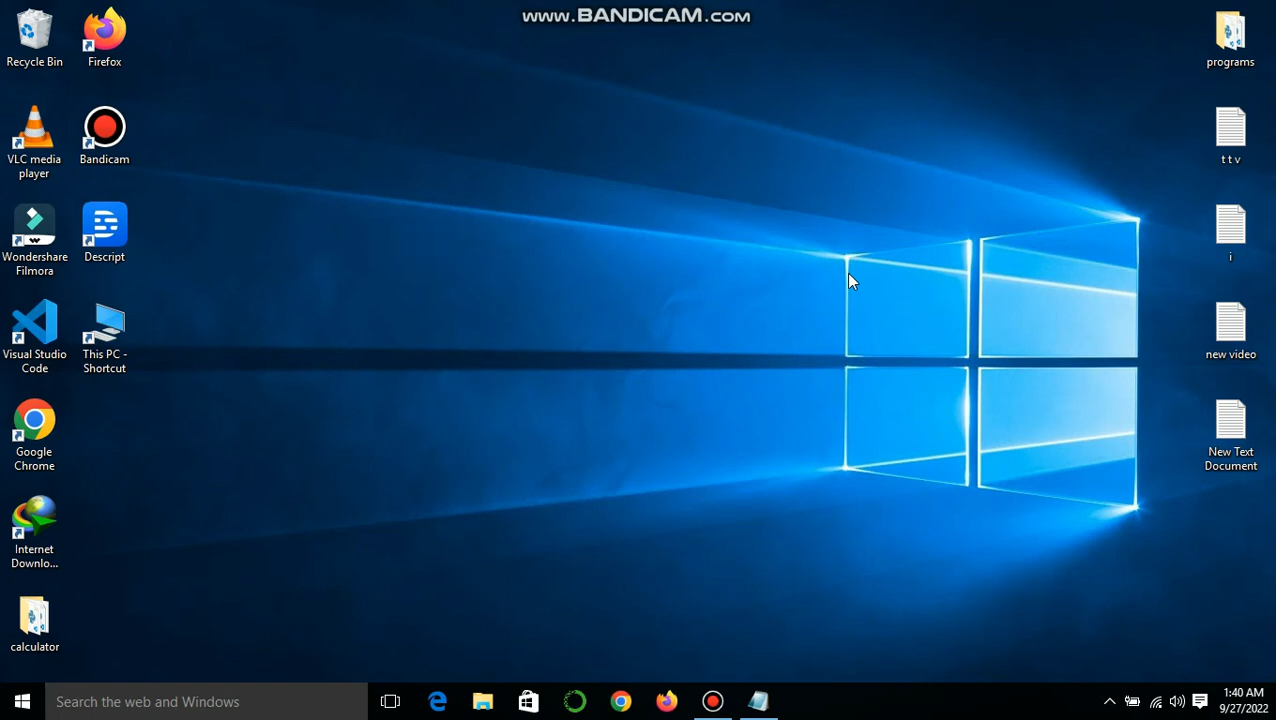 www.BANDICAM.com
Recycle Bin
Firefox
VLC media
player
Bandicam
Wondershare
Filmora
Descript
Visual Studio
Code
This PC -
Shortcut
Google
Chrome
Internet
Downlo...
calculator
programs
t t v
i
new video
New Text
Document
Search the web and Windows
1:40 AM
9/27/2022